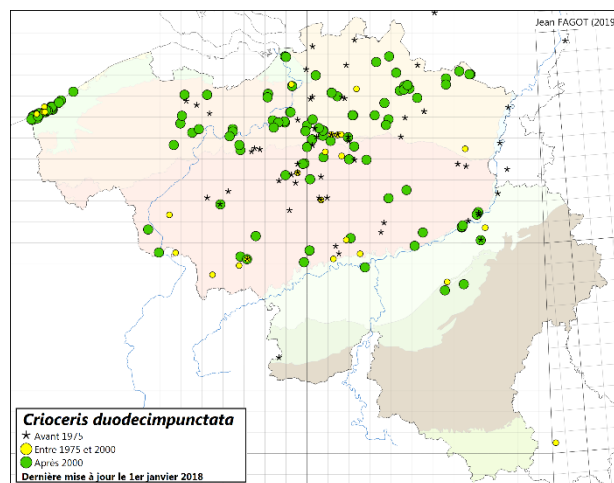 Jean FAGOT (2019
Crioceris duodecimpunctata
Avant 1975
Entre 1975 et 2000
Après 2000
Dernière mise à jour le 1er janvier 2018